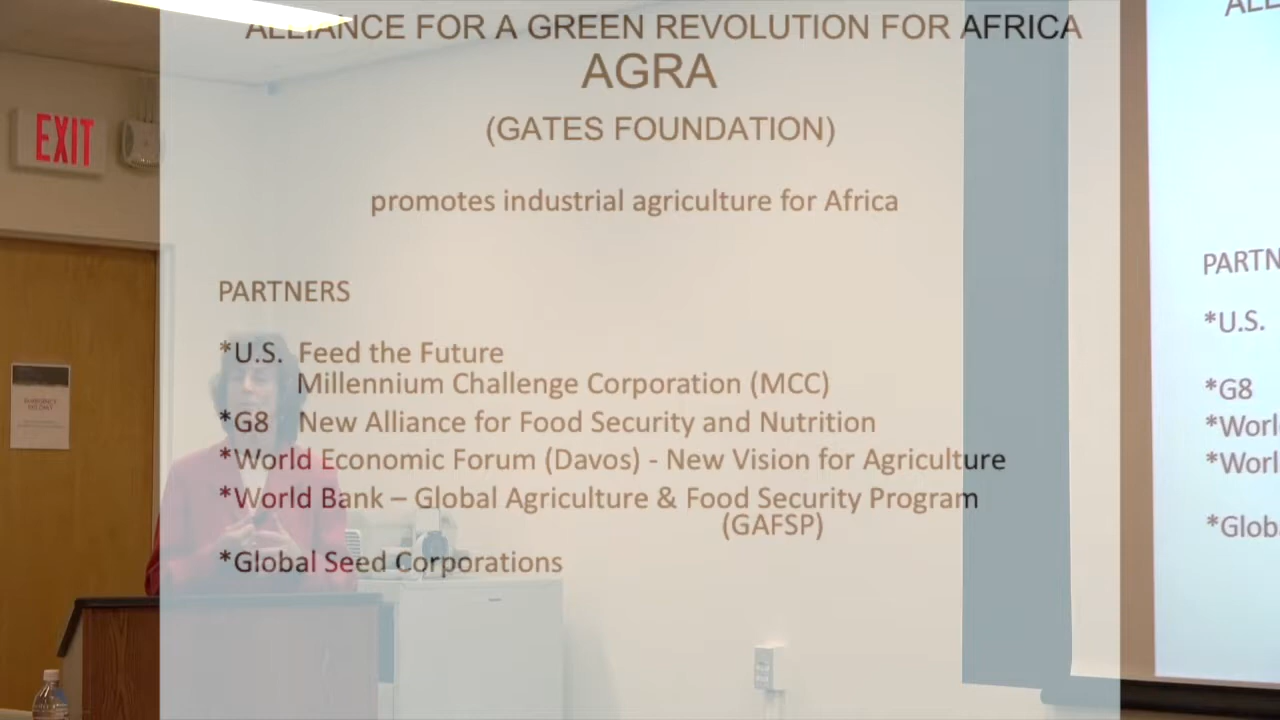 ALLIANCE FOR A GREEN REVOLUTION FOR AFRICA
AGRA
(GATES FOUNDATION)
promotes industrial agriculture for Africa
PARTNERS
*U.S. Feed the Future
Millennium Challenge Corporation (MCC)
*G8 New Alliance for Food Security and Nutrition
*World Economic Forum (Davos) - New Vision for Agriculture
*World Bank – Global Agriculture & Food Security Program
(GAFSP)
*Global Seed Corporations
EXIT
PARTN
*U.S.
*G8
*Worl
*Worl
*Glob